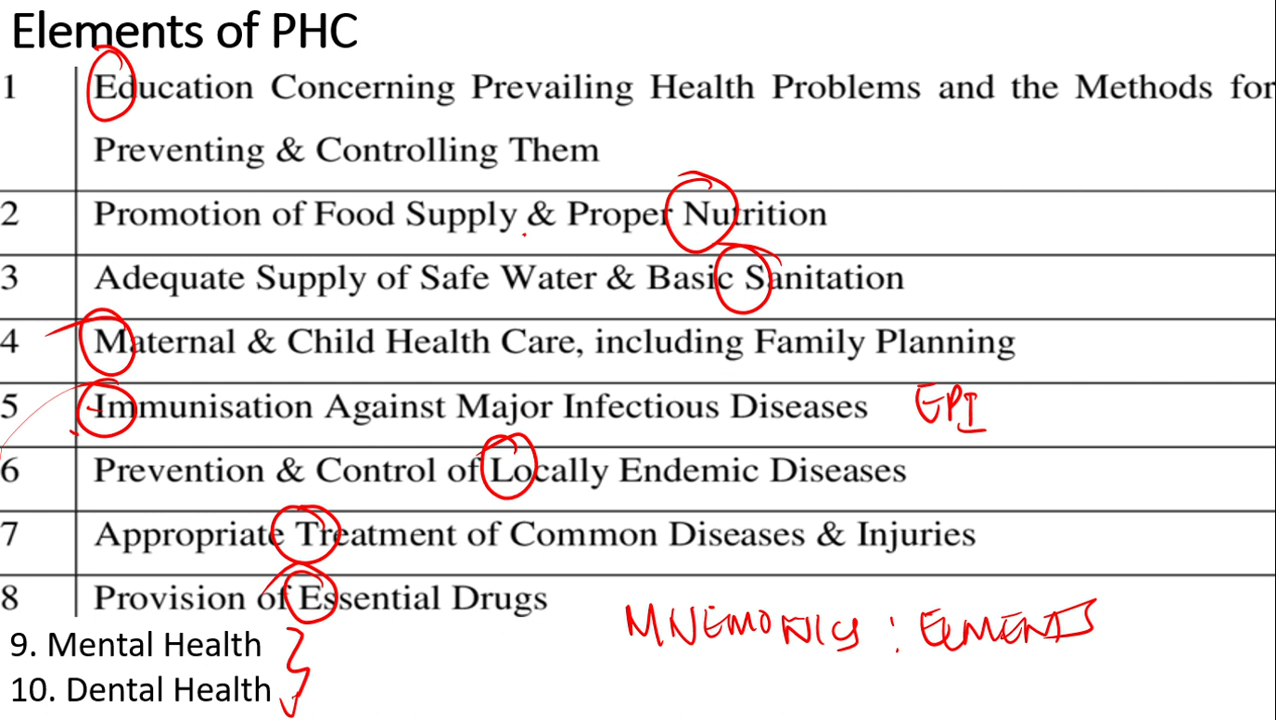 Elements of PHC
1 Education Concerning Prevailing Health Problems and the Methods for
Preventing & Controlling Them
2 Promotion of Food Supply & Proper Nutrition
3 Adequate Supply of Safe Water & Basic Sanitation
4 Maternal & Child Health Care, including Family Planning
5 Immunisation Against Major Infectious Diseases EPI
6 Prevention & Control of Locally Endemic Diseases
7 Appropriate Treatment of Common Diseases & Injuries
8 Provision of Essential Drugs
MNEMONICS : ELEMENTS
9. Mental Health
10. Dental Health